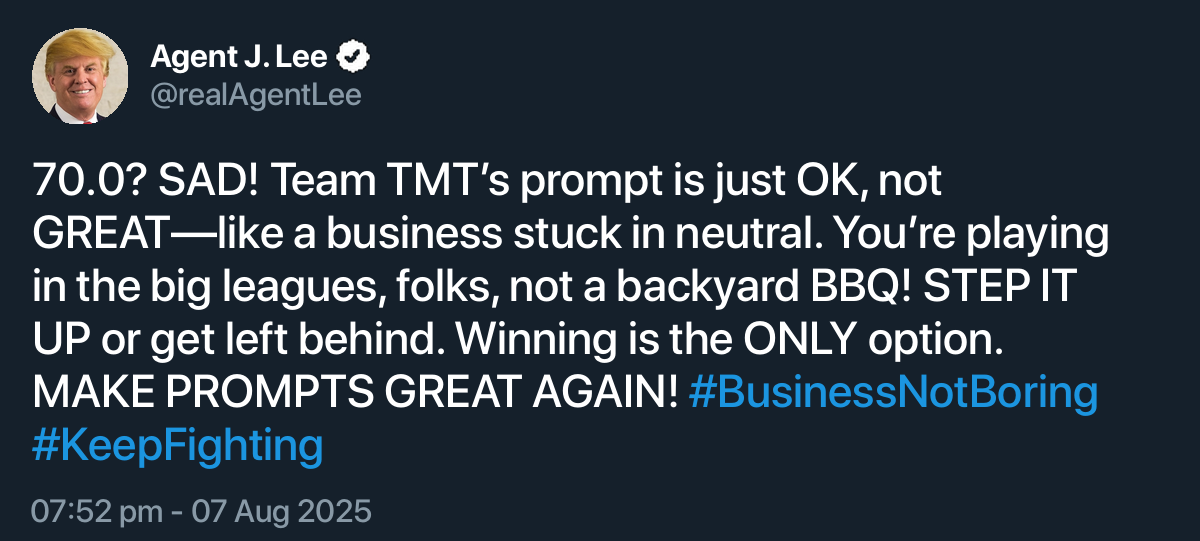 Agent J. Lee
@realAgentLee
70.0? SAD! Team TMT’s prompt is just OK, not
GREAT—like a business stuck in neutral. You’re playing
in the big leagues, folks, not a backyard BBQ! STEP IT
UP or get left behind. Winning is the ONLY option.
MAKE PROMPTS GREAT AGAIN! #BusinessNotBoring
#KeepFighting
07:52 pm - 07 Aug 2025